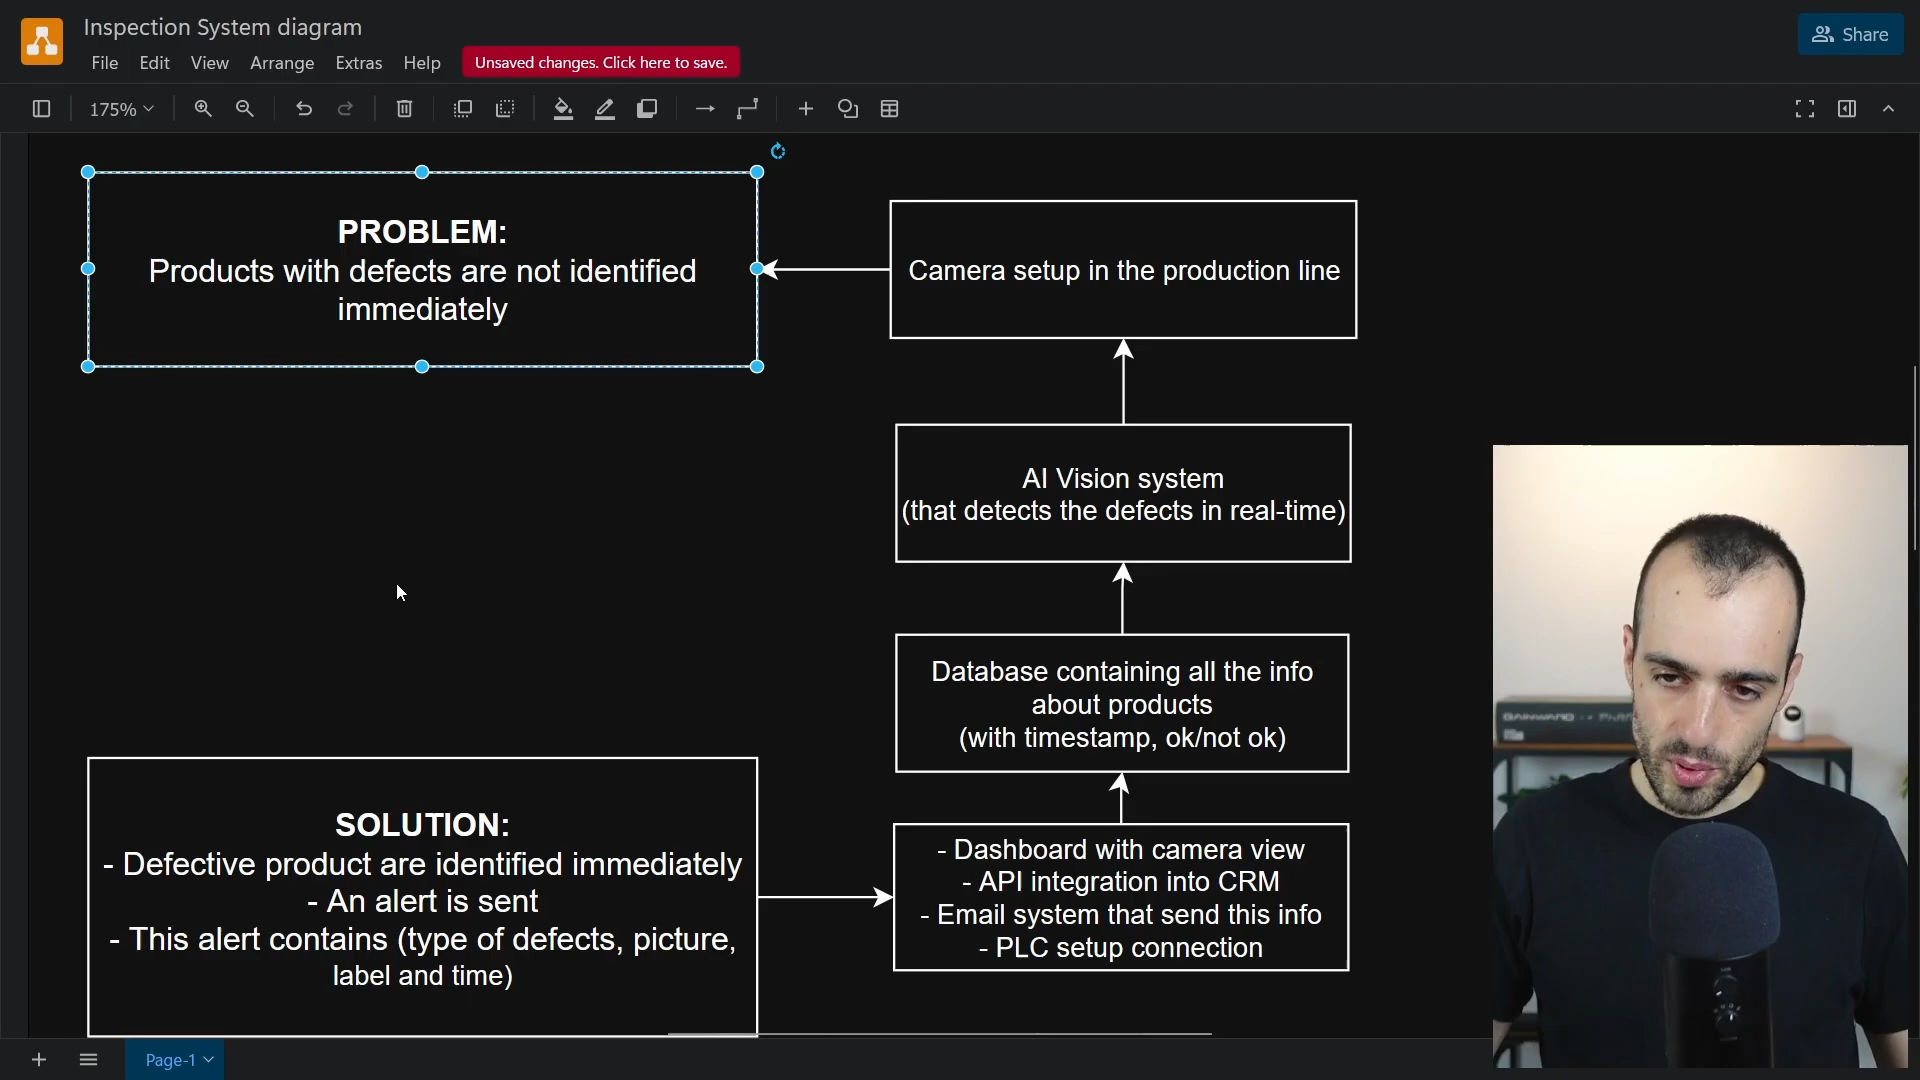 Inspection System diagram
Share
File Edit View Arrange Extras Help Unsaved changes. Click here to save.
175%
PROBLEM:
Products with defects are not identified
immediately
Camera setup in the production line
AI Vision system
(that detects the defects in real-time)
Database containing all the info
about products
(with timestamp, ok/not ok)
SOLUTION:
- Defective product are identified immediately
- An alert is sent
- This alert contains (type of defects, picture,
label and time)
- Dashboard with camera view
- API integration into CRM
- Email system that send this info
- PLC setup connection
GAINWARD
Page-1